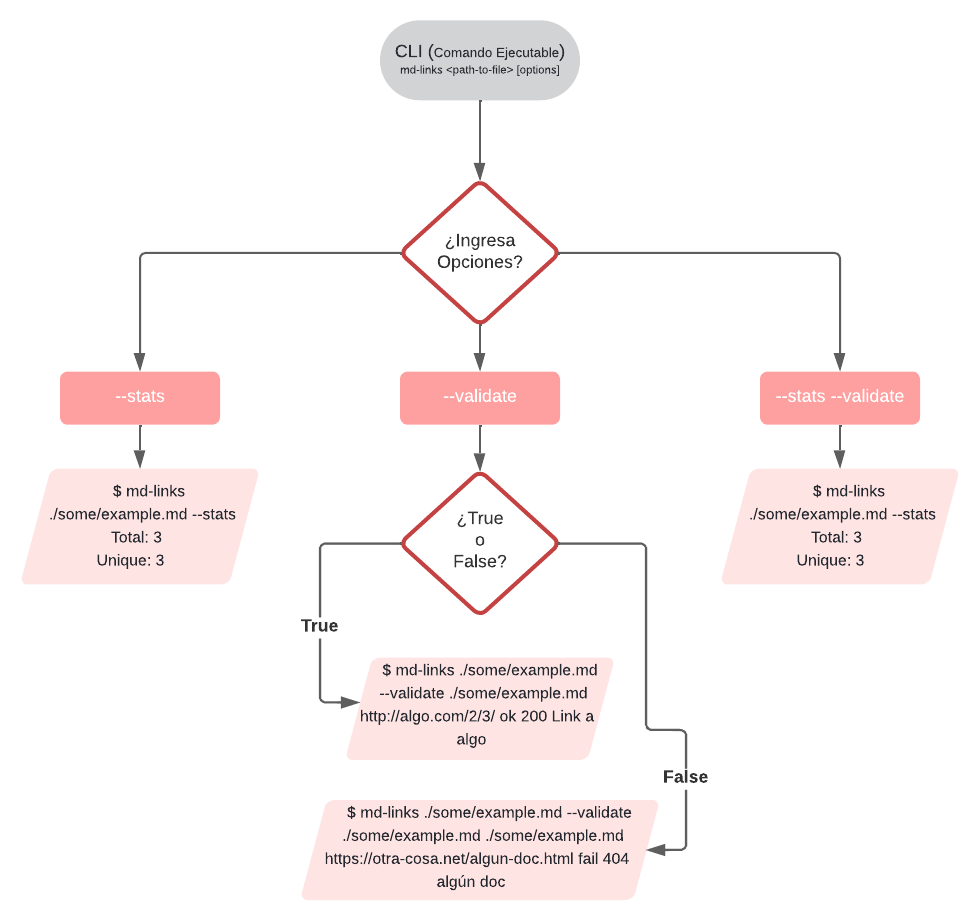 CLI (Comando Ejecutable)
md-links <path-to-file> [options]
¿Ingresa
Opciones?
--stats
--validate
--stats --validate
$ md-links
./some/example.md --stats
Total: 3
Unique: 3
¿True
o
False?
$ md-links
./some/example.md --stats
Total: 3
Unique: 3
True
$ md-links ./some/example.md
--validate ./some/example.md
http://algo.com/2/3/ ok 200 Link a
algo
False
$ md-links ./some/example.md --validate
./some/example.md ./some/example.md
https://otra-cosa.net/algun-doc.html fail 404
algún doc